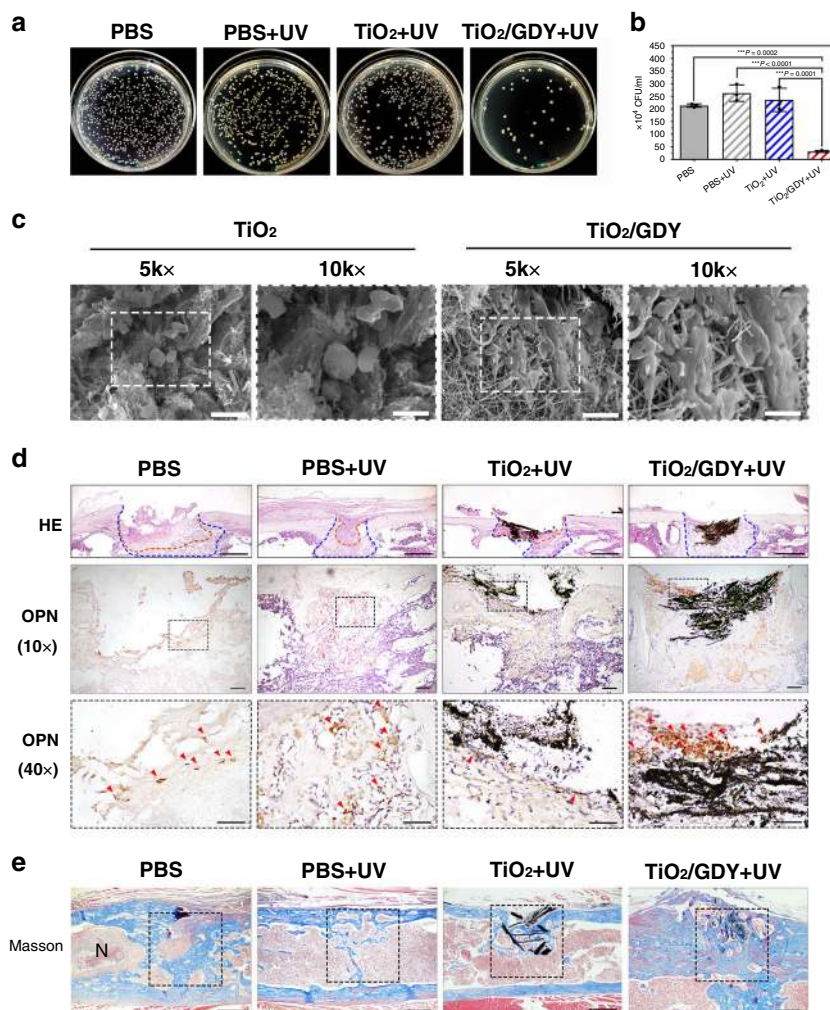 a
PBS
PBS+UV
TiO2+UV
TiO2/GDY+UV
b
×10⁴ CFU/ml
450
400
350
300
250
200
150
100
50
0
***P = 0.0002
***P < 0.0001
***P = 0.0001
PBS
PBS+UV
TiO2+UV
TiO2/GDY+UV
c
TiO2
TiO2/GDY
5k×
10k×
5k×
10k×
d
PBS
PBS+UV
TiO2+UV
TiO2/GDY+UV
HE
OPN
(10×)
OPN
(40×)
e
PBS
PBS+UV
TiO2+UV
TiO2/GDY+UV
Masson
N